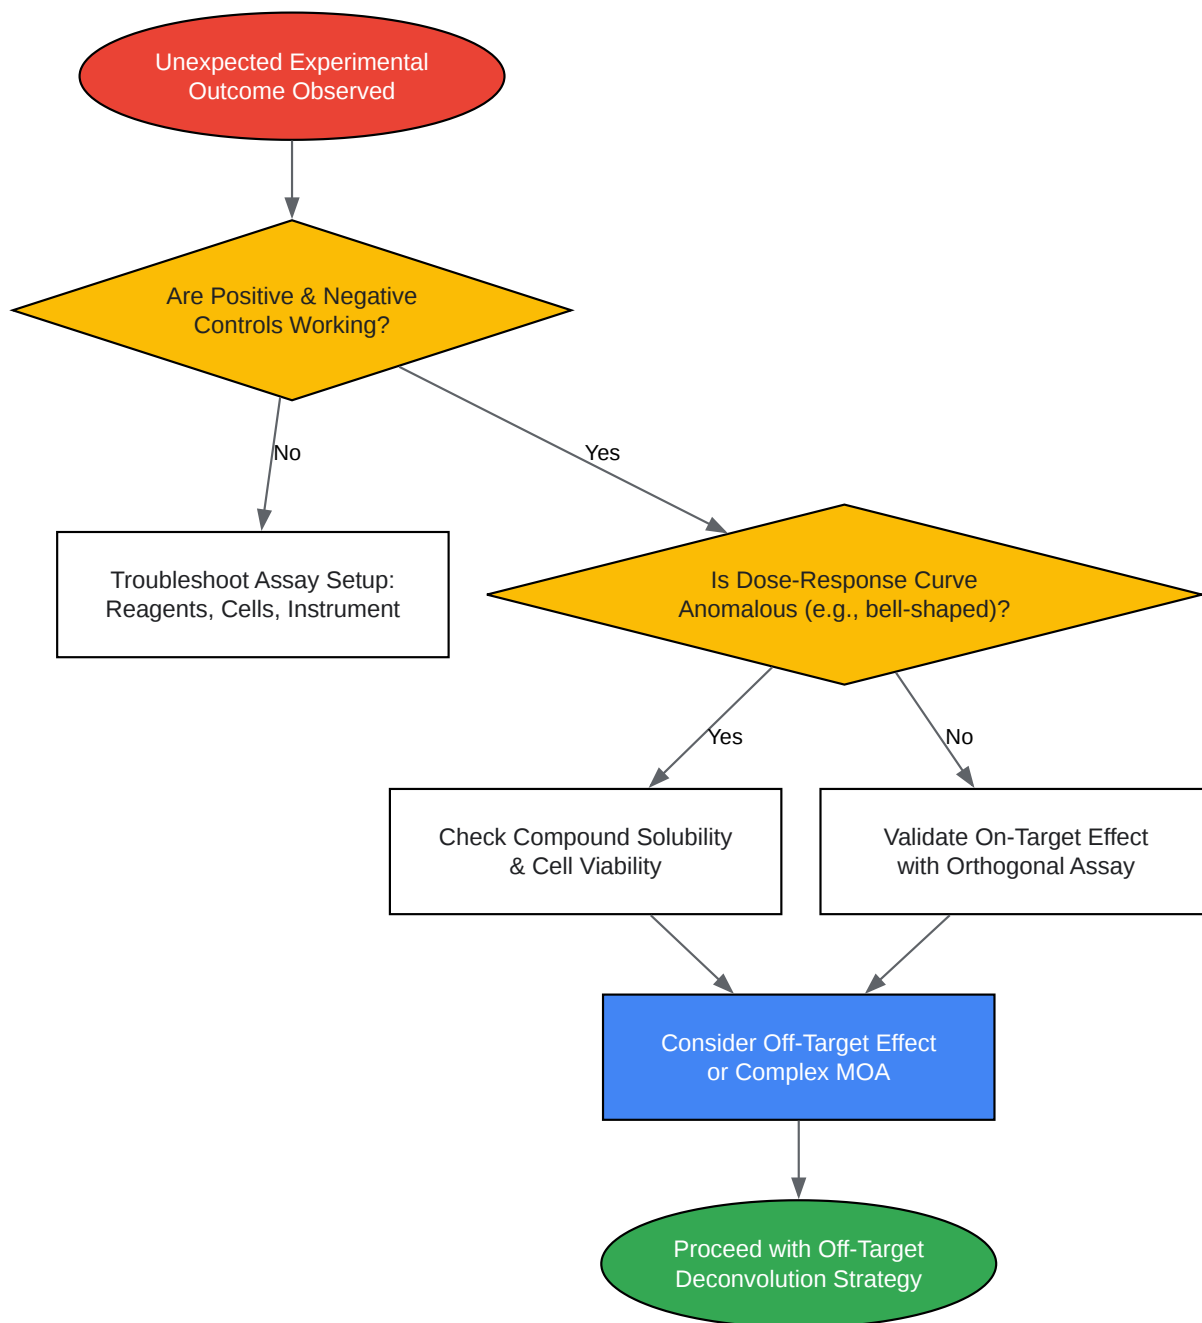 Unexpected Experimental
Outcome Observed
Are Positive & Negative
Controls Working?
No
Yes
Troubleshoot Assay Setup:
Reagents, Cells, Instrument
Is Dose-Response Curve
Anomalous (e.g., bell-shaped)?
Yes
No
Check Compound Solubility
& Cell Viability
Validate On-Target Effect
with Orthogonal Assay
Consider Off-Target Effect
or Complex MOA
Proceed with Off-Target
Deconvolution Strategy